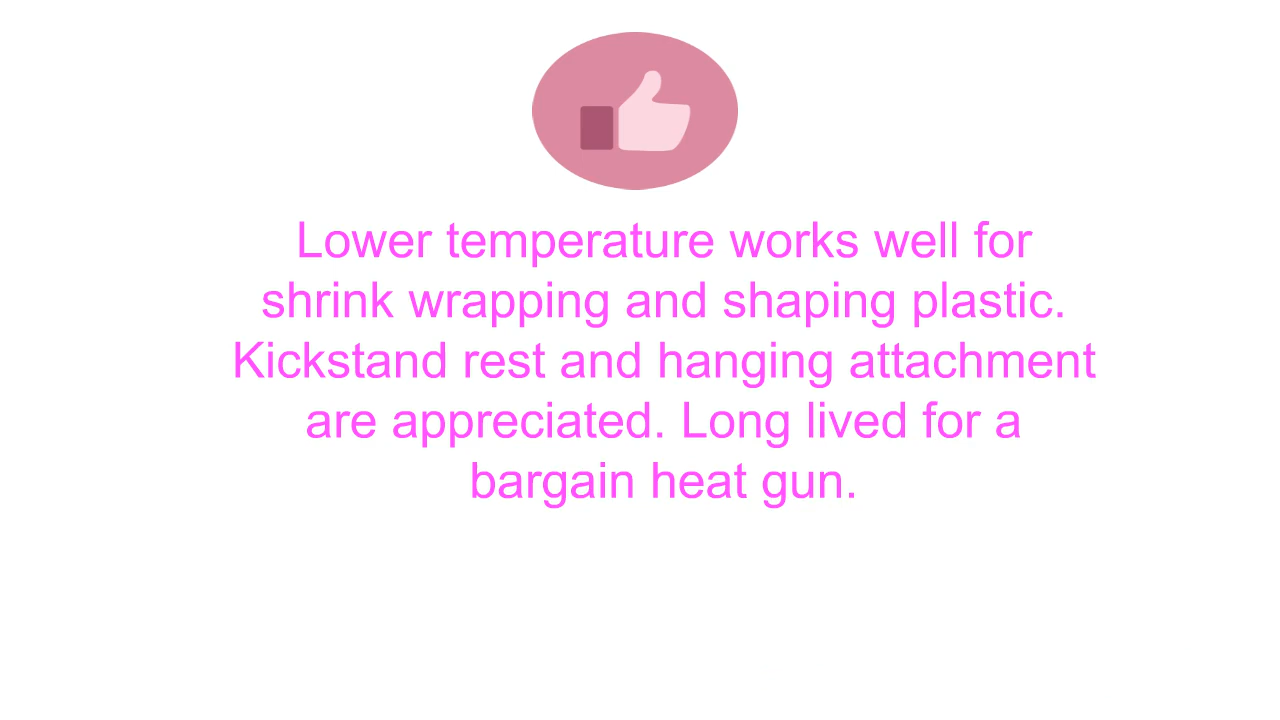 Lower temperature works well for
shrink wrapping and shaping plastic.
Kickstand rest and hanging attachment
are appreciated. Long lived for a
bargain heat gun.